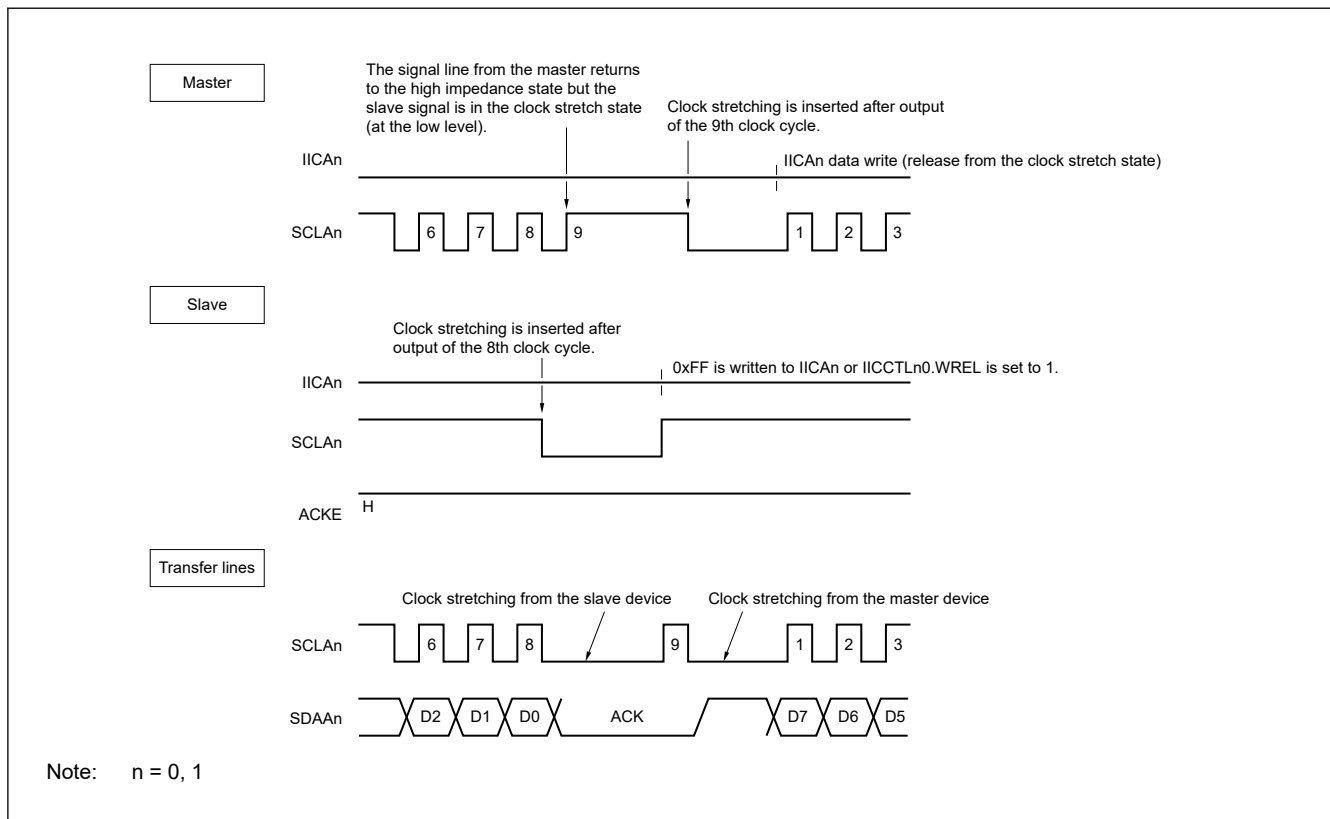 Master
The signal line from the master returns
to the high impedance state but the
slave signal is in the clock stretch state
(at the low level).
Clock stretching is inserted after output
of the 9th clock cycle.
IICAn
IICAn data write (release from the clock stretch state)
SCLAn
6 7 8 9 1 2 3
Slave
Clock stretching is inserted after
output of the 8th clock cycle.
IICAn
0xFF is written to IICAn or IICCTLn0.WREL is set to 1.
SCLAn
H
ACKE
Transfer lines
Clock stretching from the slave device
Clock stretching from the master device
SCLAn
6 7 8 9 1 2 3
SDAAn
D2 D1 D0 ACK D7 D6 D5
Note: n = 0, 1